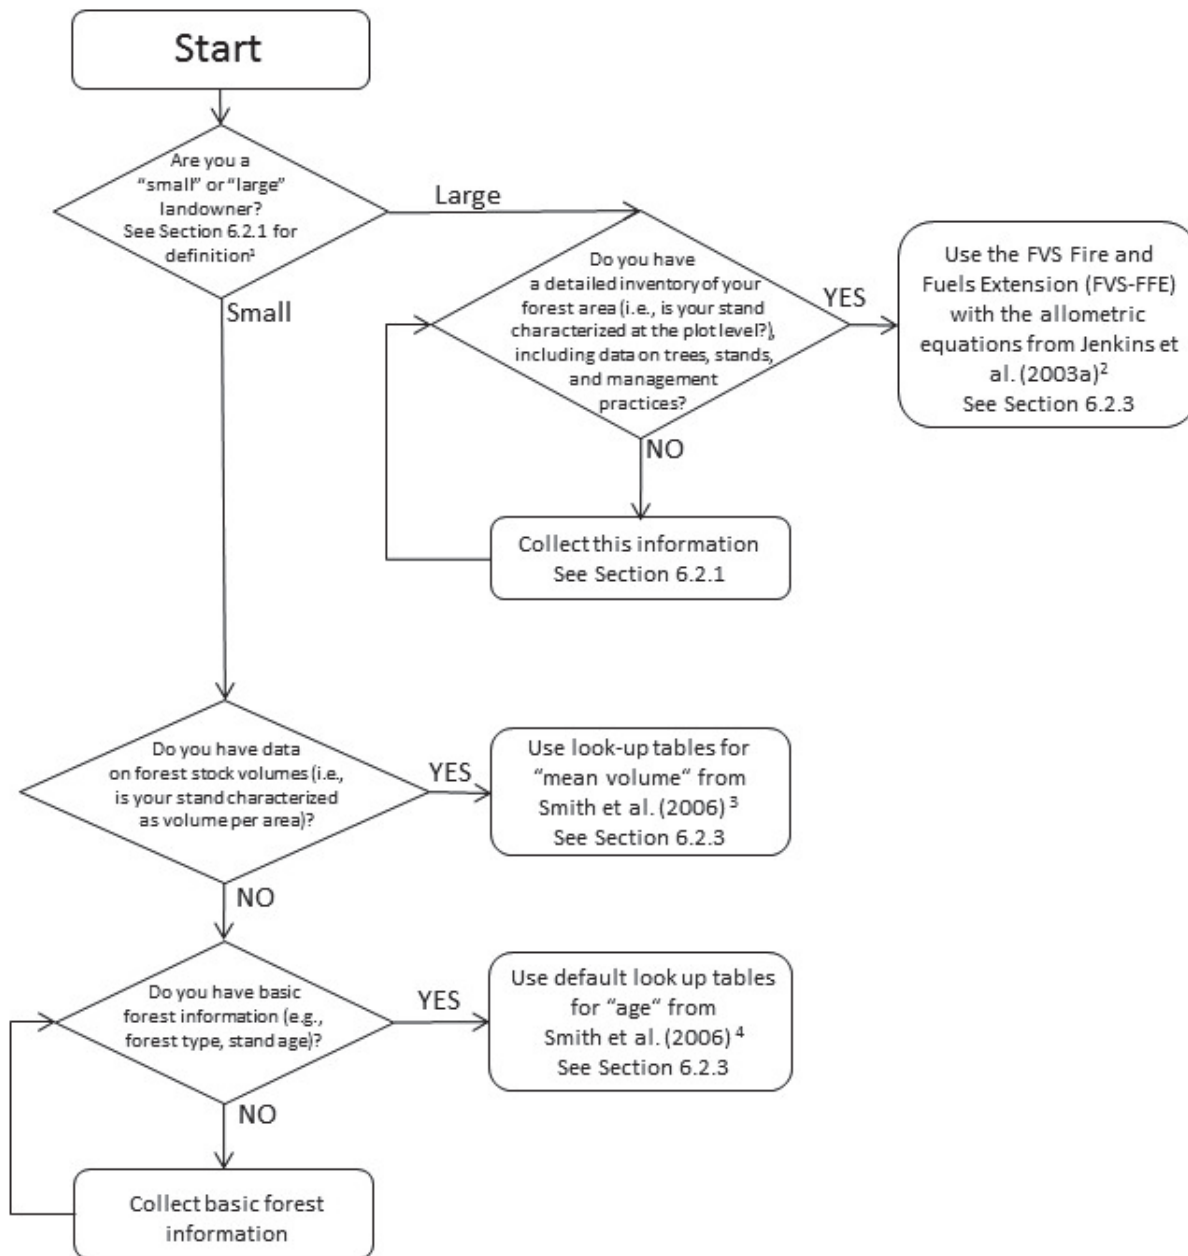 Start
Are you a
“small” or “large”
landowner?
See Section 6.2.1 for
definition¹
Large
Small
Do you have
a detailed inventory of your
forest area (i.e., is your stand
characterized at the plot level?),
including data on trees, stands,
and management
practices?
YES
Use the FVS Fire and
Fuels Extension (FVS-FFE)
with the allometric
equations from Jenkins et
al. (2003a)²
See Section 6.2.3
NO
Collect this information
See Section 6.2.1
Do you have data
on forest stock volumes (i.e.,
is your stand characterized
as volume per area)?
YES
Use look-up tables for
“mean volume“ from
Smith et al. (2006) ³
See Section 6.2.3
NO
Do you have basic
forest information (e.g.,
forest type, stand age)?
YES
Use default look up tables
for “age“ from
Smith et al. (2006) ⁴
See Section 6.2.3
NO
Collect basic forest
information